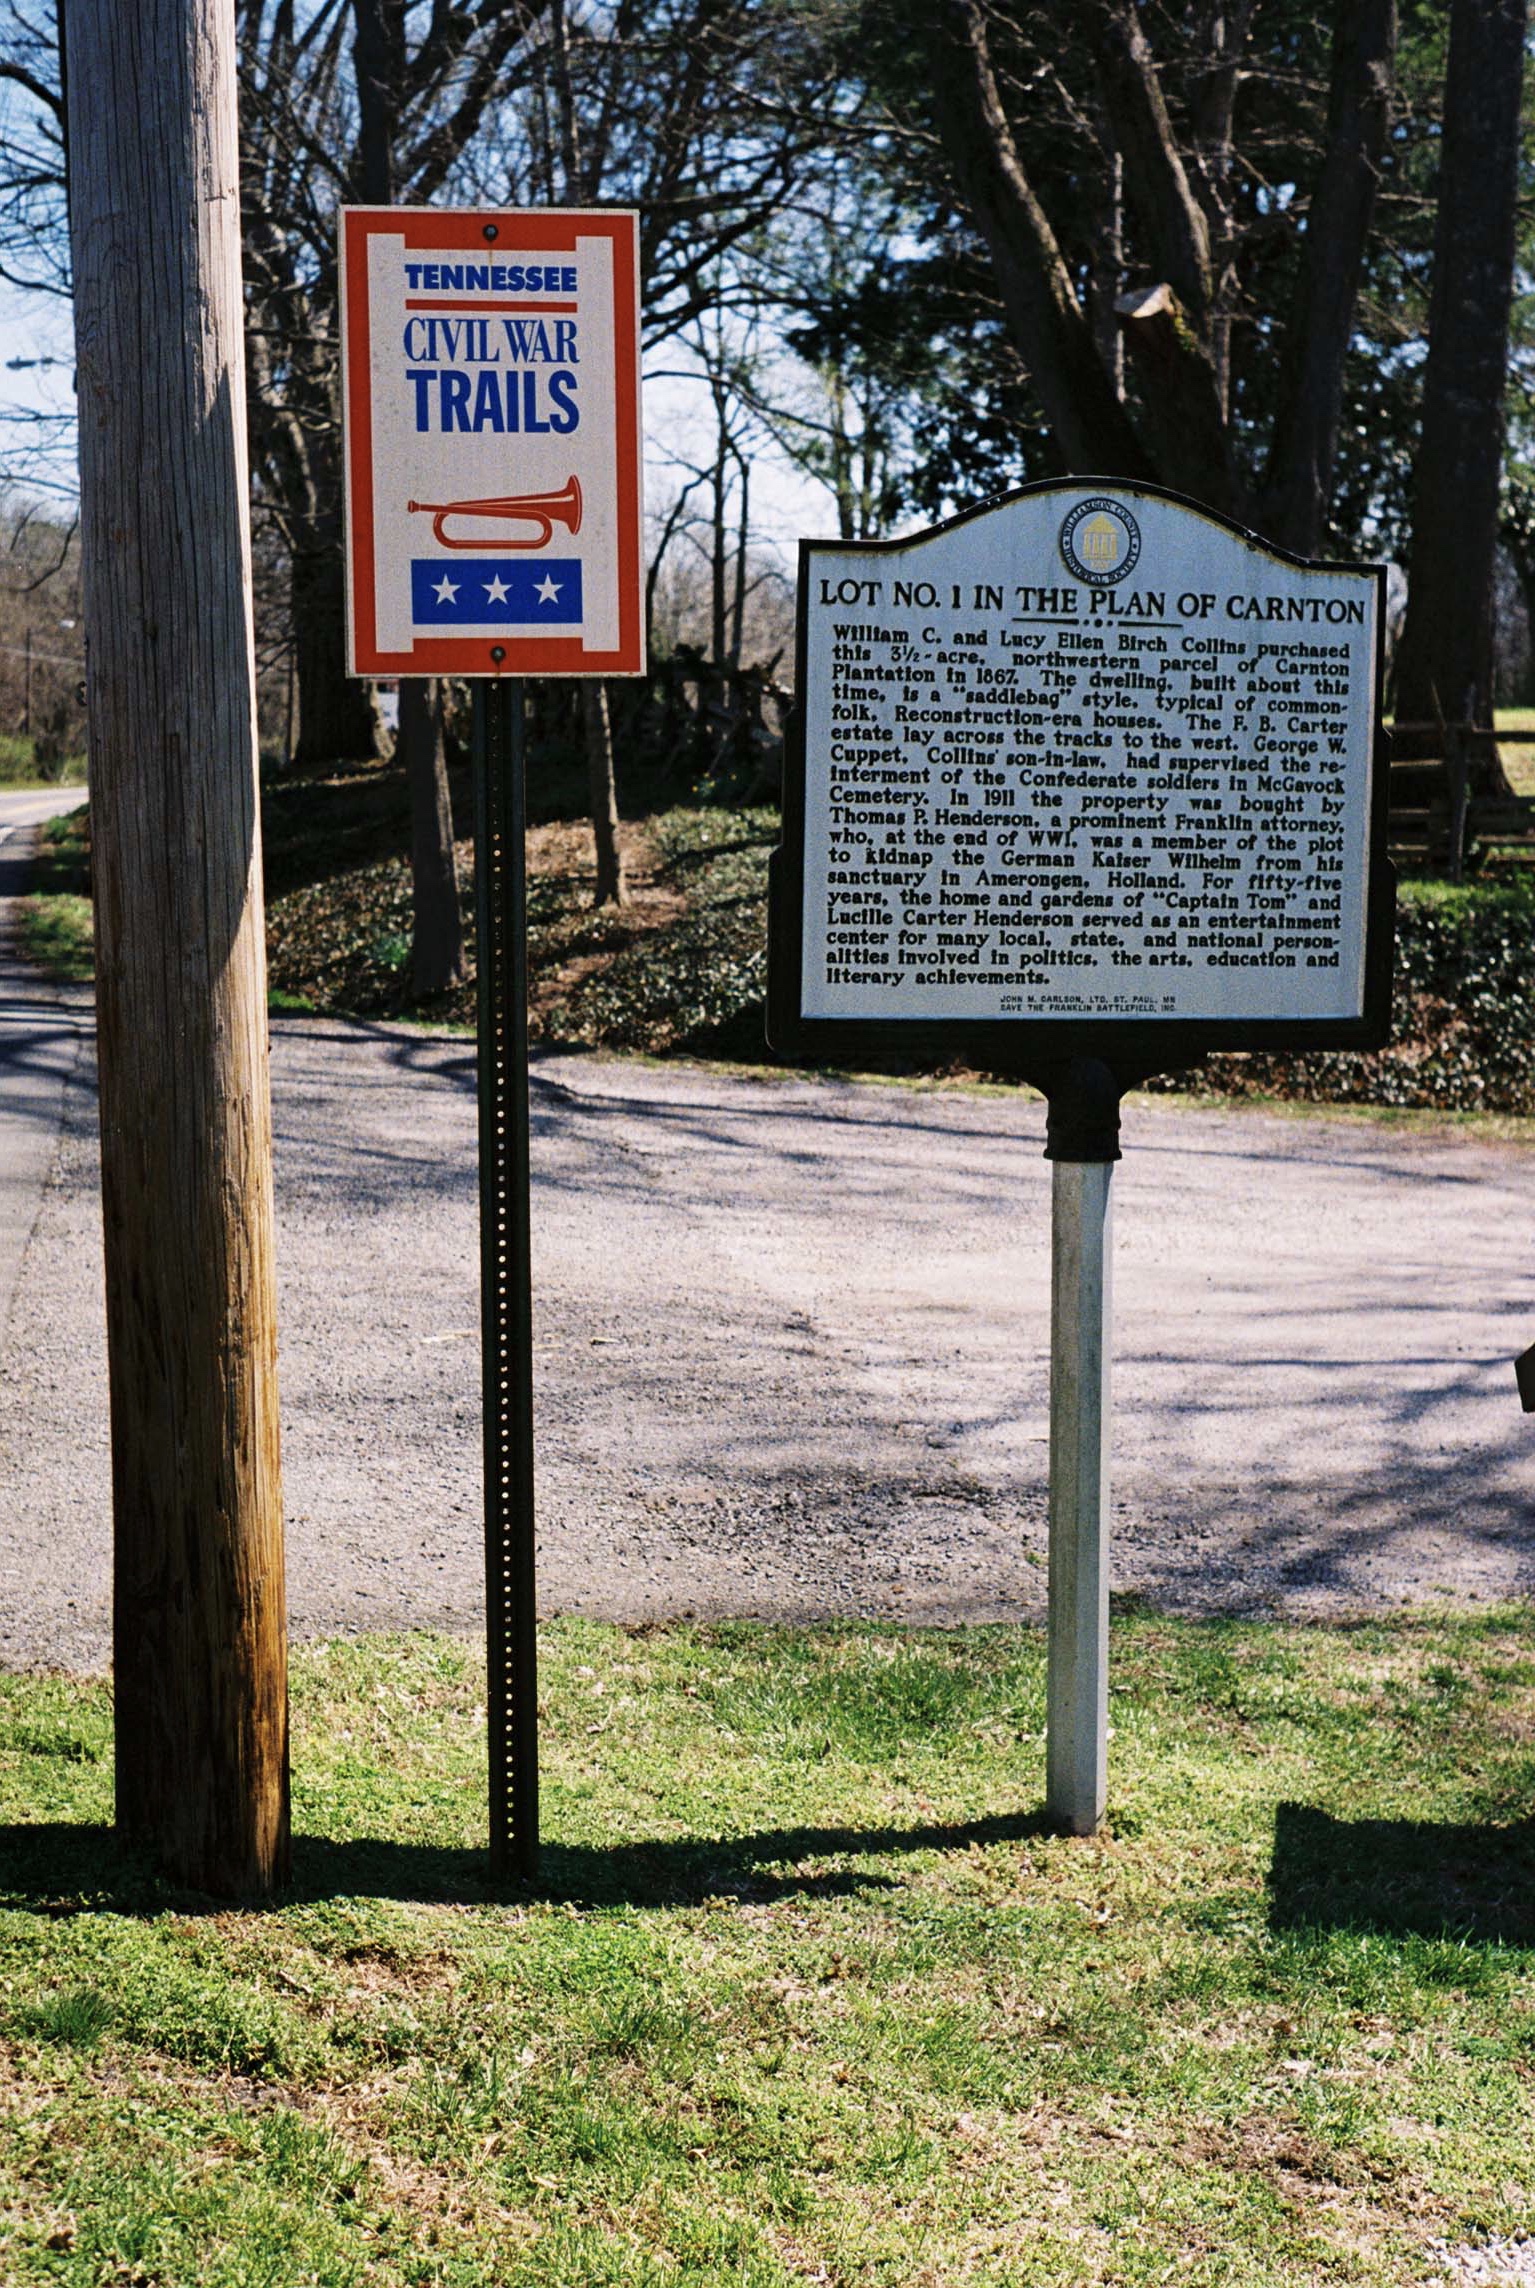 TENNESSEE
CIVIL WAR
TRAILS
WILLIAMSON COUNTY
HISTORICAL SOCIETY
LOT NO. 1 IN THE PLAN OF CARNTON
William C. and Lucy Ellen Birch Collins purchased
this 3½-acre, northwestern parcel of Carnton
Plantation in 1867. The dwelling, built about this
time, is a "saddlebag" style, typical of common-
folk, Reconstruction-era houses. The F. B. Carter
estate lay across the tracks to the west. George W.
Cuppet, Collins' son-in-law, had supervised the re-
interment of the Confederate soldiers in McGavock
Cemetery. In 1911 the property was bought by
Thomas P. Henderson, a prominent Franklin attorney,
who, at the end of WWI, was a member of the plot
to kidnap the German Kaiser Wilhelm from his
sanctuary in Amerongen, Holland. For fifty-five
years, the home and gardens of "Captain Tom" and
Lucille Carter Henderson served as an entertainment
center for many local, state, and national person-
alities involved in politics, the arts, education and
literary achievements.
JOHN M. CARLSON, LTD. ST. PAUL, MN
SAVE THE FRANKLIN BATTLEFIELD, INC.